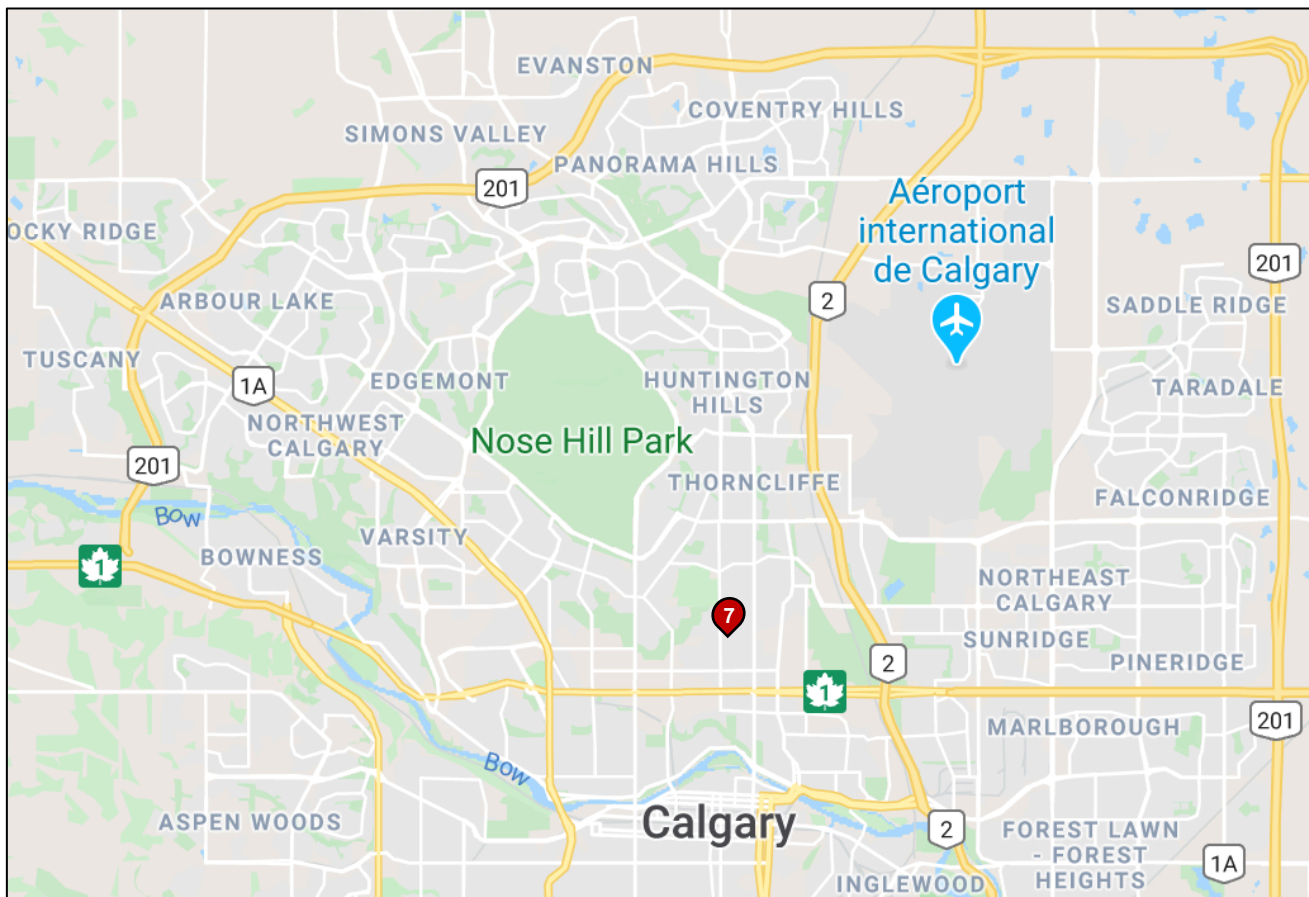 EVANSTON
COVENTRY HILLS
SIMONS VALLEY
PANORAMA HILLS
201
Aéroport
international
de Calgary
OCKY RIDGE
201
ARBOUR LAKE
2
SADDLE RIDGE
TUSCANY
1A
EDGEMONT
HUNTINGTON
HILLS
TARADALE
NORTHWEST
CALGARY
Nose Hill Park
201
THORNCLIFFE
FALCONRIDGE
Bow
VARSITY
BOWNESS
1
NORTHEAST
CALGARY
7
SUNRIDGE
2
PINERIDGE
1
201
MARLBOROUGH
Bow
ASPEN WOODS
Calgary
2
FOREST LAWN
- FOREST
HEIGHTS
1A
INGLEWOOD